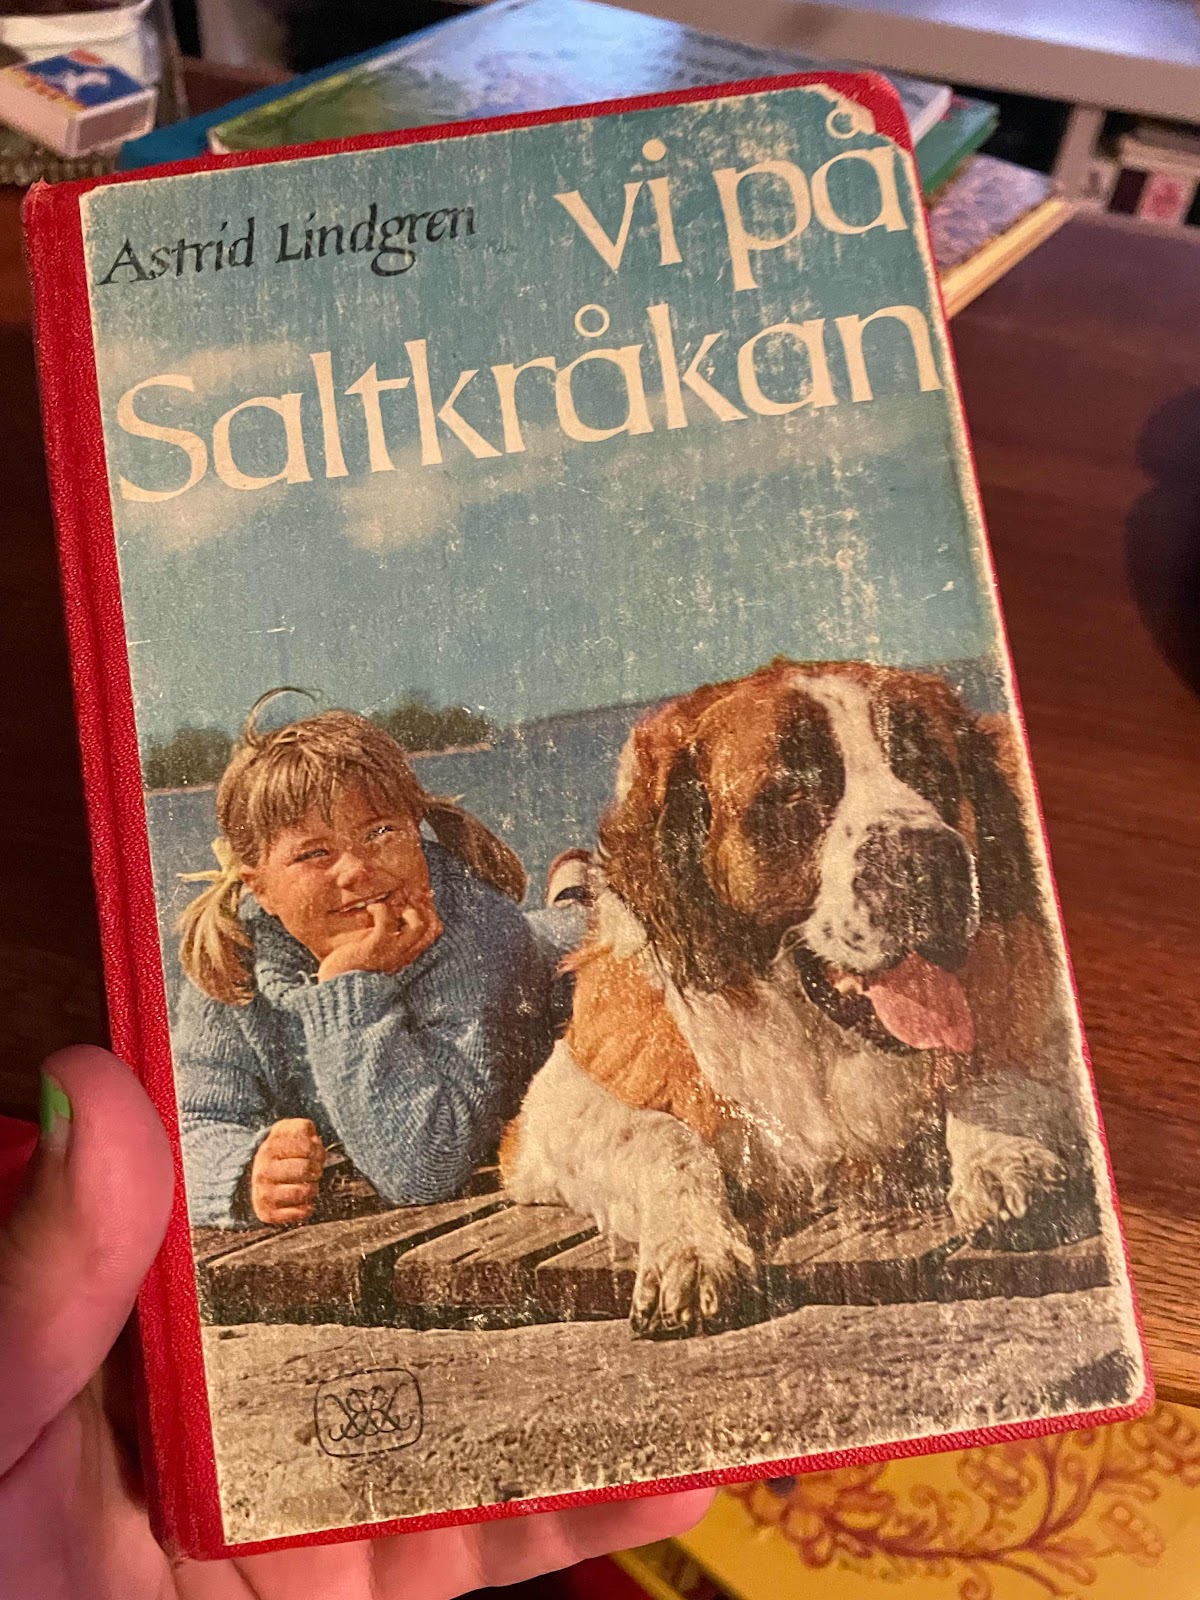 Astrid Lindgren
vi på
Saltkråkan